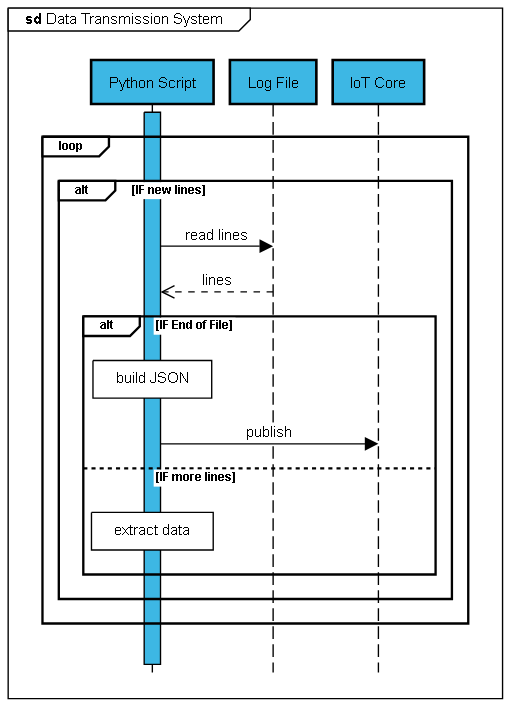 sd Data Transmission System
Python Script
Log File
IoT Core
loop
alt
[IF new lines]
read lines
lines
alt
[IF End of File]
build JSON
publish
[IF more lines]
extract data